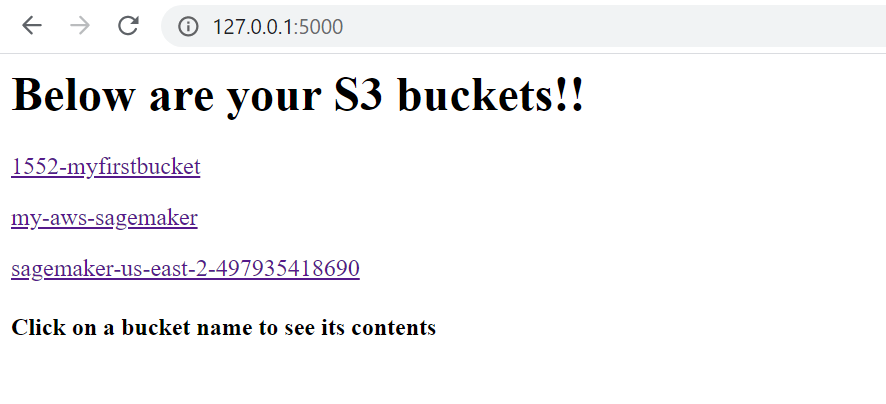 127.0.0.1:5000
Below are your S3 buckets!!
1552-myfirstbucket
my-aws-sagemaker
sagemaker-us-east-2-497935418690
Click on a bucket name to see its contents